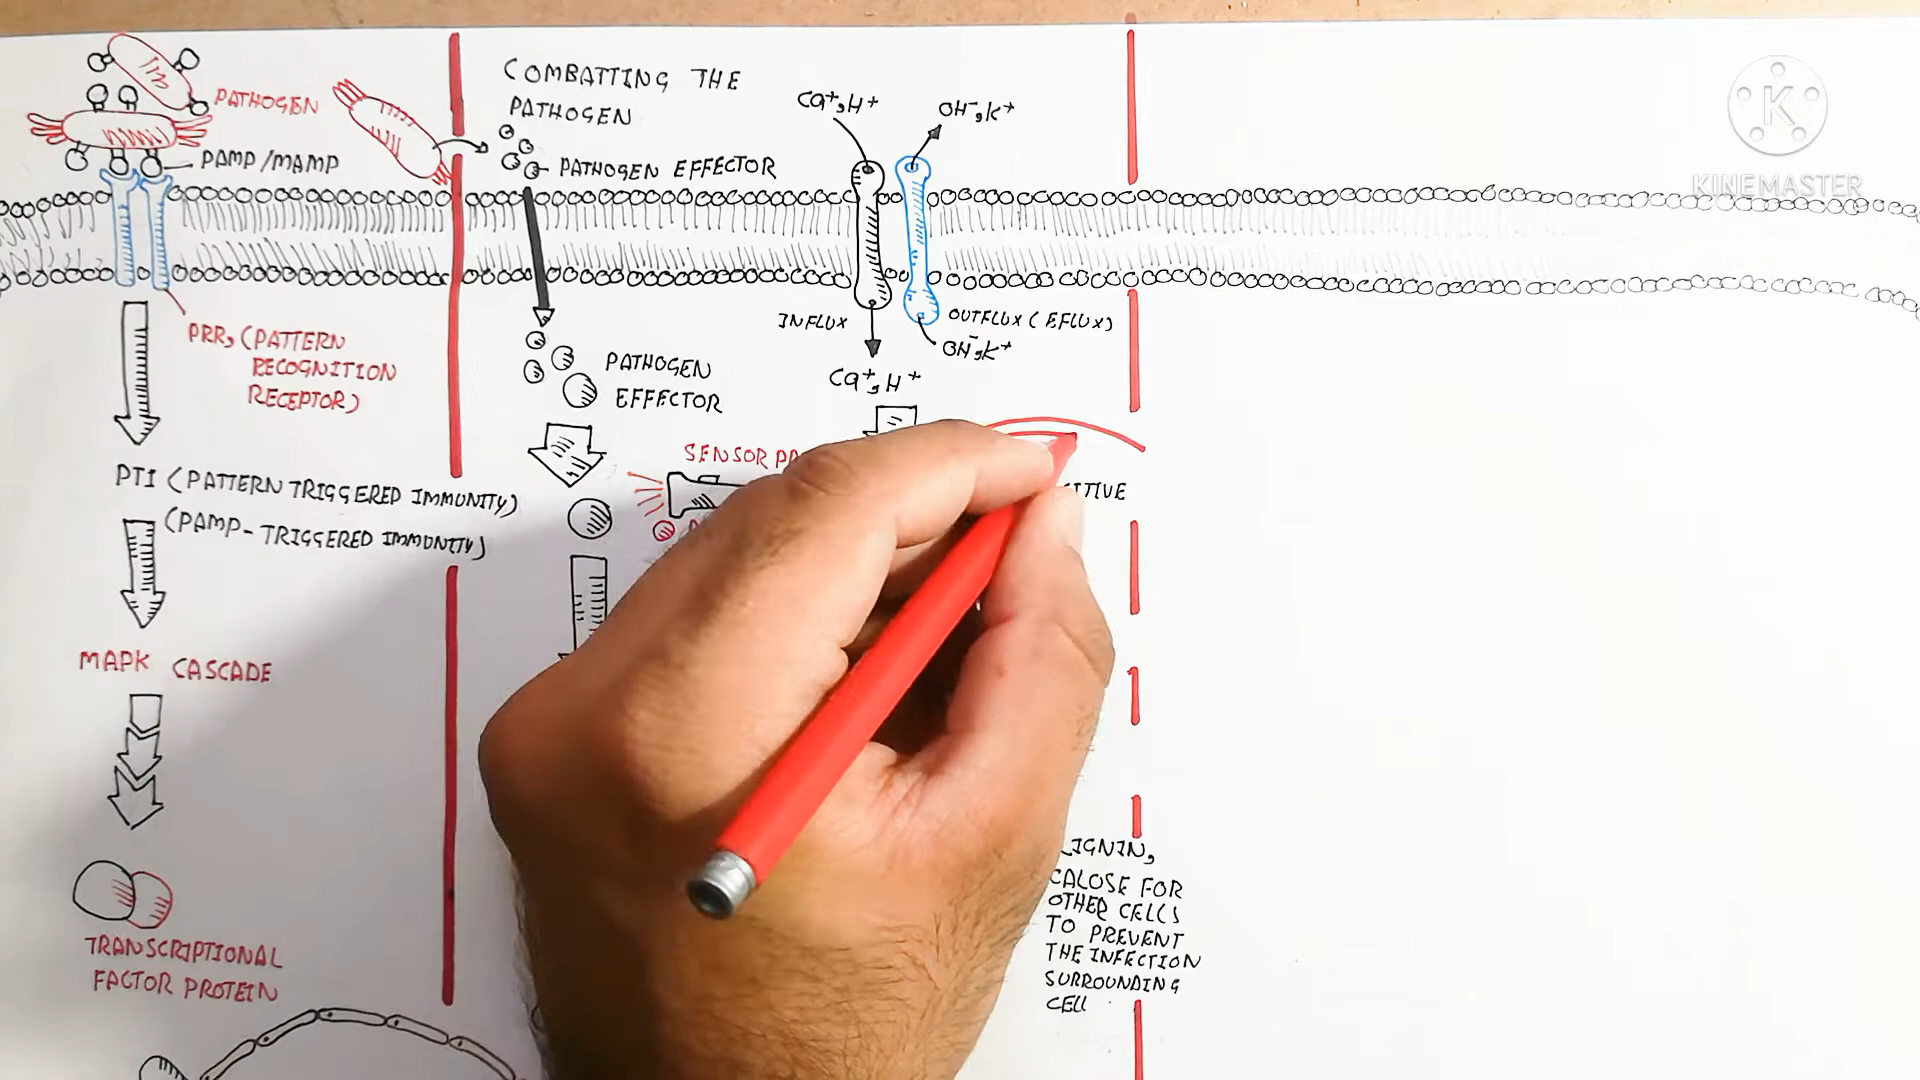 PATHOGEN
PAMP/MAMP
PRR, (PATTERN
RECOGNITION
RECEPTOR)
PTI (PATTERN TRIGGERED IMMUNITY)
(PAMP-TRIGGERED IMMUNITY)
MAPK CASCADE
TRANSCRIPTIONAL
FACTOR PROTEIN
COMBATTING THE
PATHOGEN
PATHOGEN EFFECTOR
PATHOGEN
EFFECTOR
SENSOR
Ca⁺, H⁺
OH⁻, K⁺
INFLUX
OUTFLUX (EFLUX)
OH⁻, K⁺
Ca⁺, H⁺
LIGNIN,
CALOSE FOR
OTHER CELLS
TO PREVENT
THE INFECTION
SURROUNDING
CELL
K
KINEMASTER